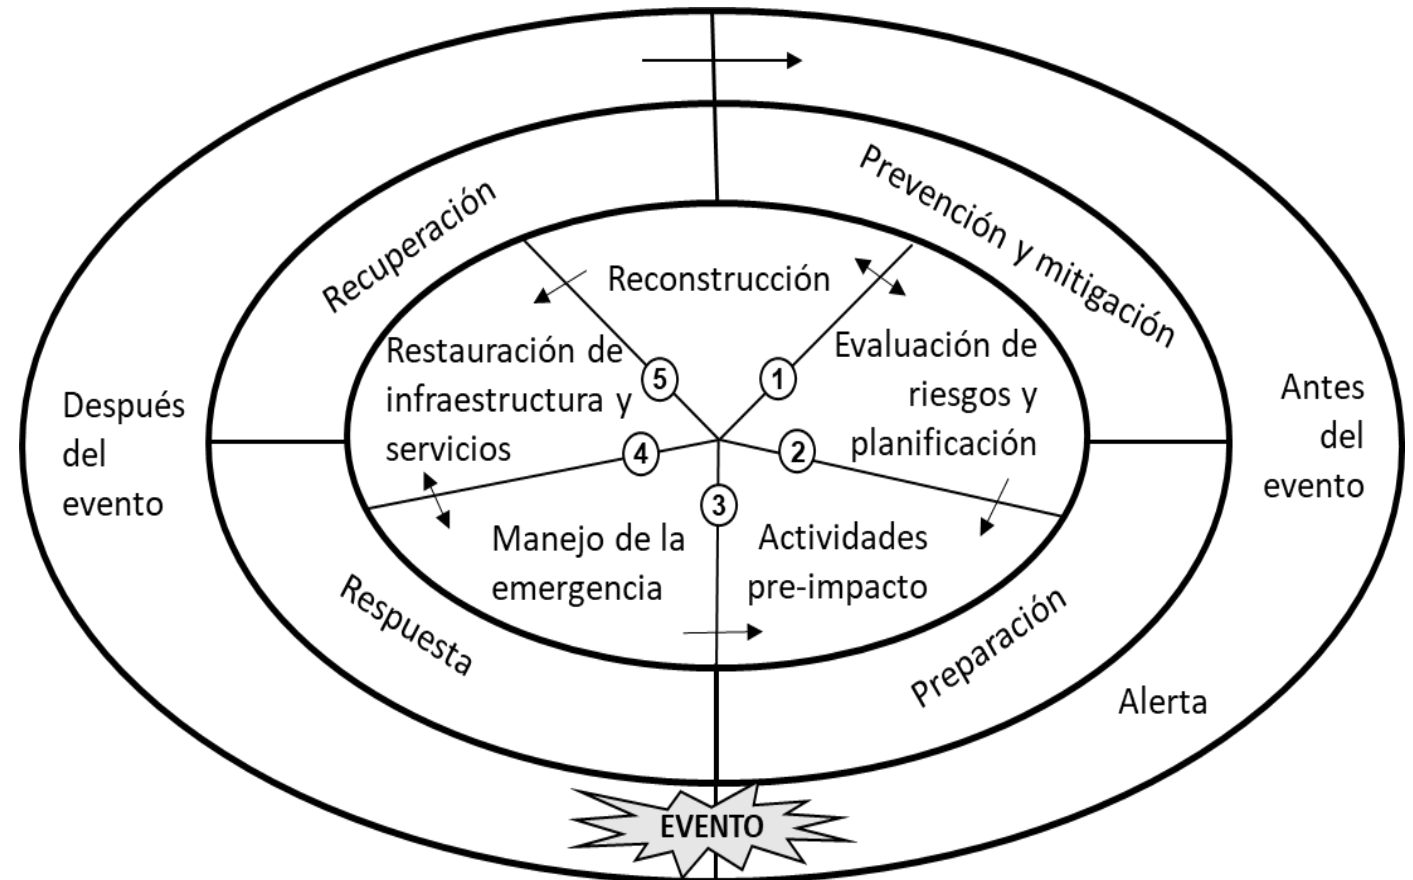 Recuperación
Prevención y mitigación
Reconstrucción
Restauración de
infraestructura y
servicios
Evaluación de
riesgos y
planificación
5
1
4
2
3
Después
del
evento
Antes
del
evento
Manejo de la
emergencia
Actividades
pre-impacto
Respuesta
Preparación
Alerta
EVENTO